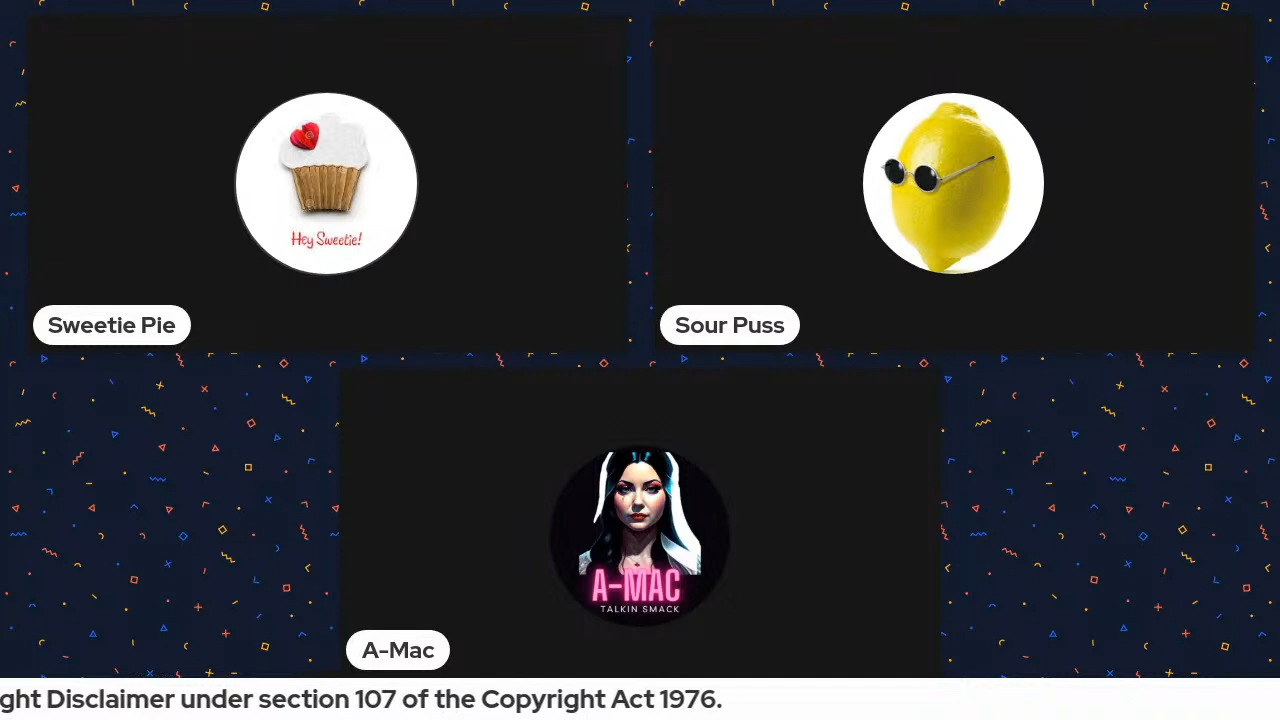 Hey Sweetie!
Sweetie Pie
Sour Puss
A-MAC
TALKIN SMACK
A-Mac
ght Disclaimer under section 107 of the Copyright Act 1976.